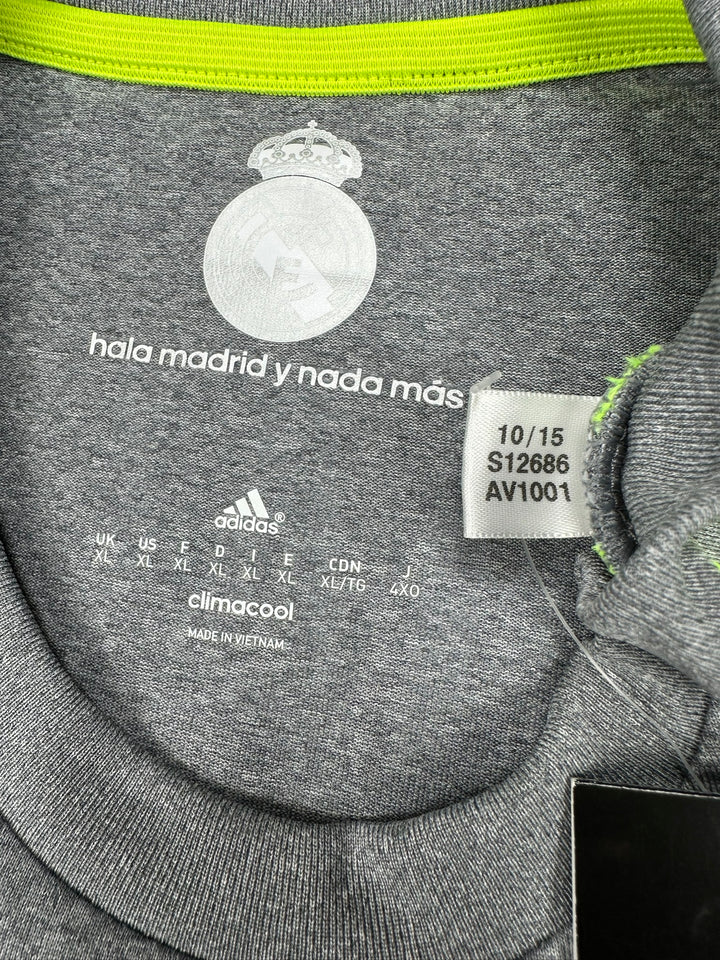 hala madrid y nada más
10/15
S12686
AV1001
adidas®
UK US F D I E CDN J
XL XL XL XL XL XL XL/TG 4XO
climacool
MADE IN VIETNAM